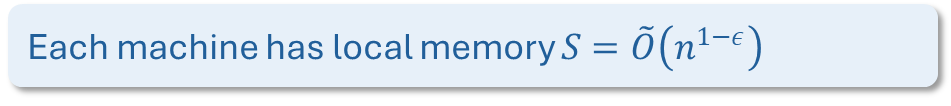 Each machine has local memory 𝑆 = Õ(𝑛^{1−𝜖})